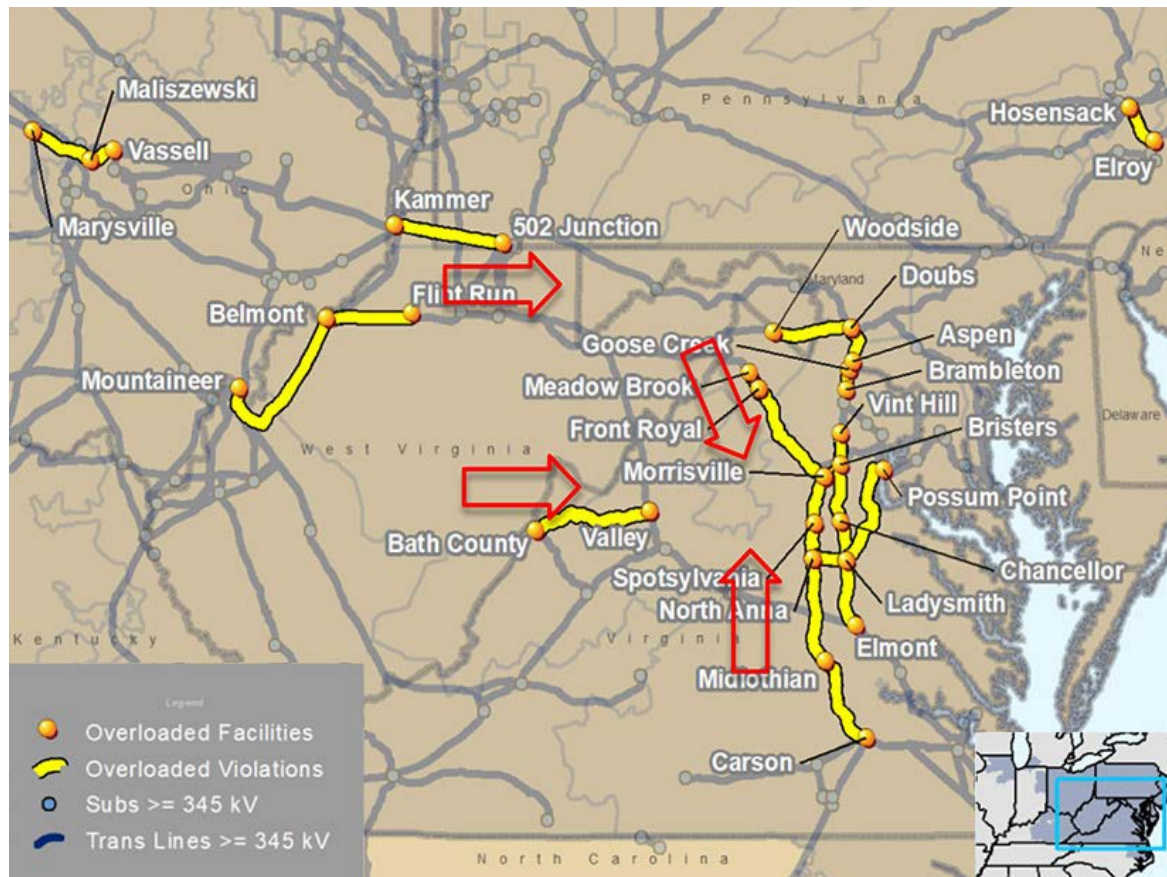 Maliszewski
Vassell
Marysville
Ohio
Pennsylvania
Hosensack
Elroy
Kammer
502 Junction
Woodside
Maryland
Doubs
Flint Run
Belmont
Goose Creek
Aspen
Mountaineer
Meadow Brook
Brambleton
Vint Hill
Delaware
Front Royal
Bristers
West Virginia
Morrisville
Possum Point
Bath County
Valley
Chancellor
Spotsylvania
North Anna
Ladysmith
Kentucky
Virginia
Elmont
Midlothian
Carson
Legend
Overloaded Facilities
Overloaded Violations
Subs >= 345 kV
Trans Lines >= 345 kV
North Carolina